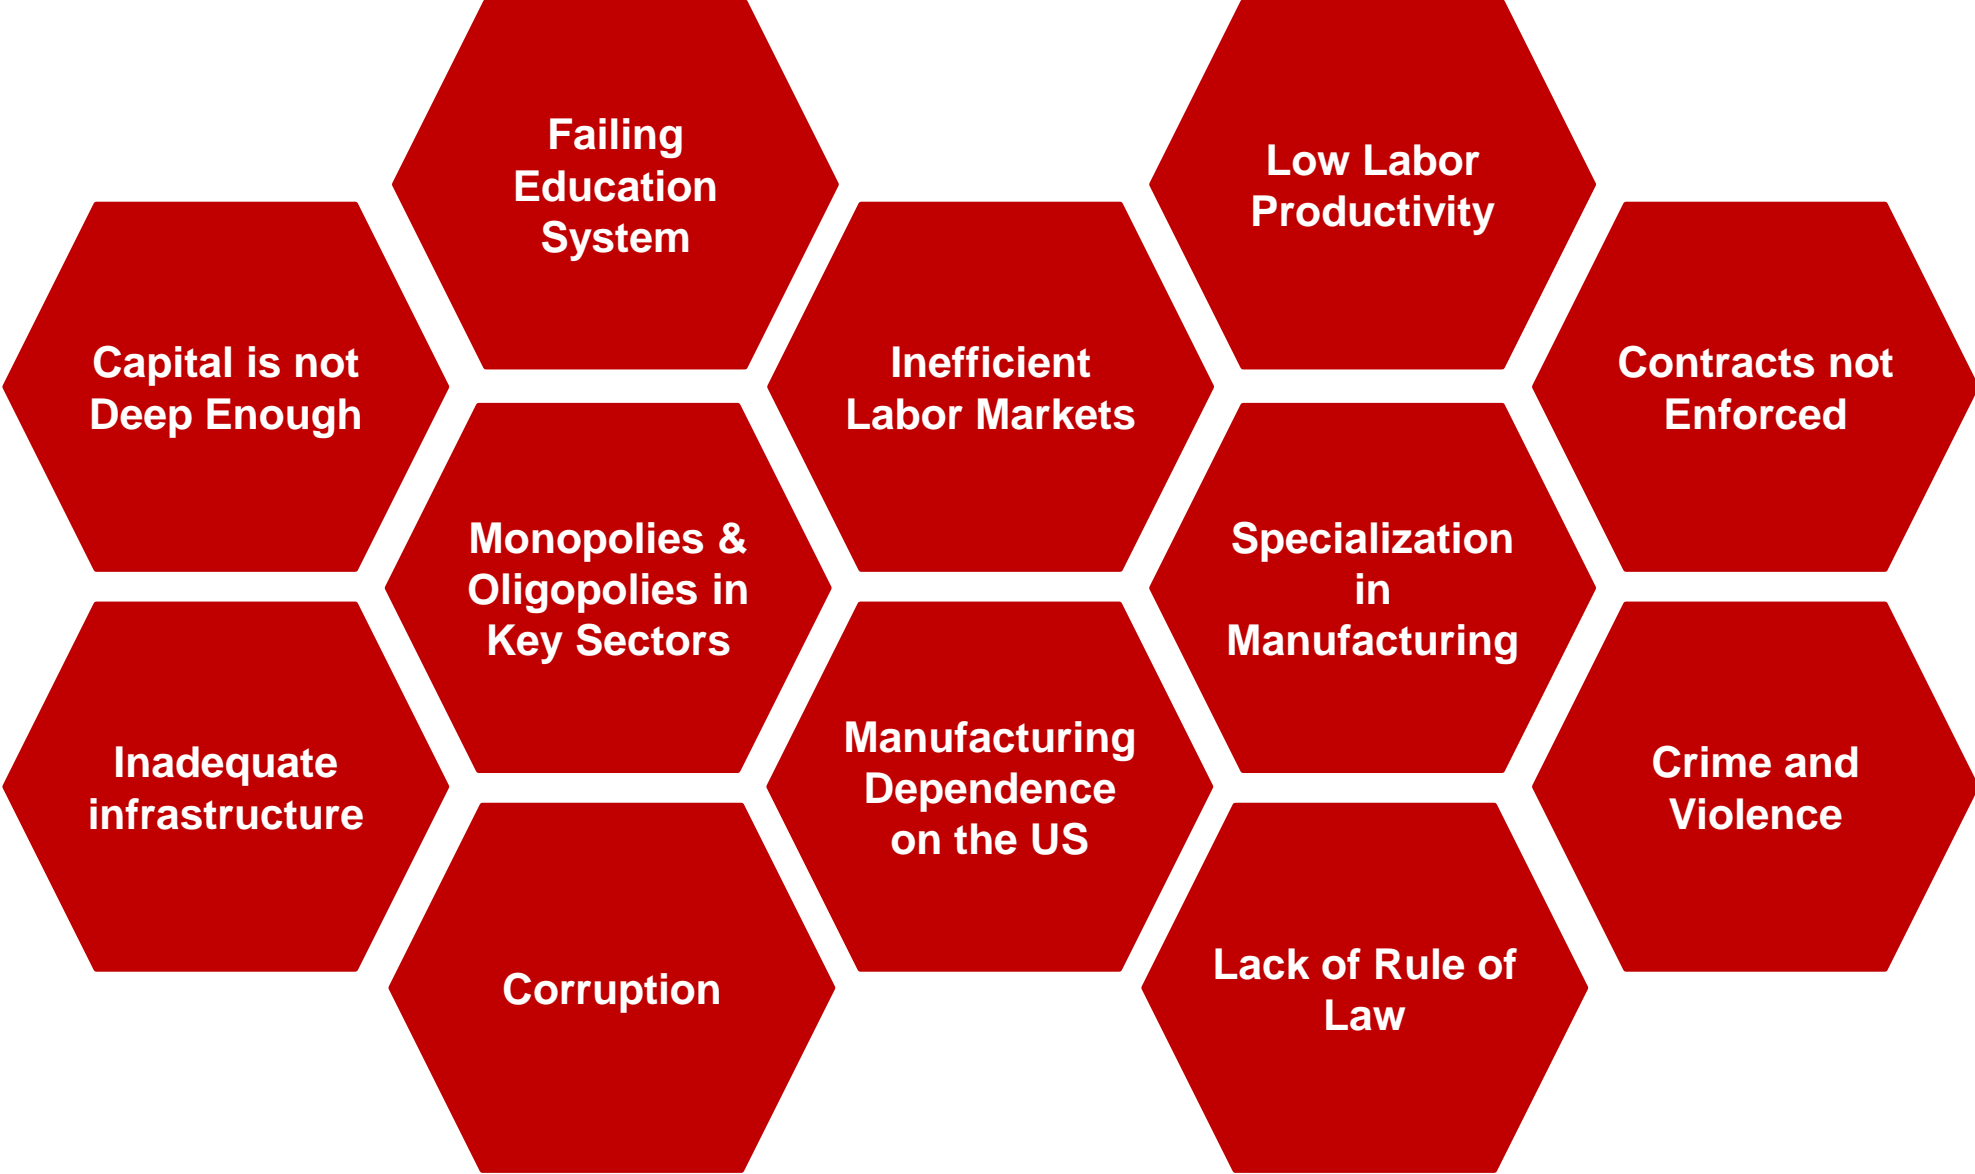 Failing
Education
System
Low Labor
Productivity
Capital is not
Deep Enough
Inefficient
Labor Markets
Contracts not
Enforced
Monopolies &
Oligopolies in
Key Sectors
Specialization
in
Manufacturing
Inadequate
infrastructure
Manufacturing
Dependence
on the US
Crime and
Violence
Corruption
Lack of Rule of
Law